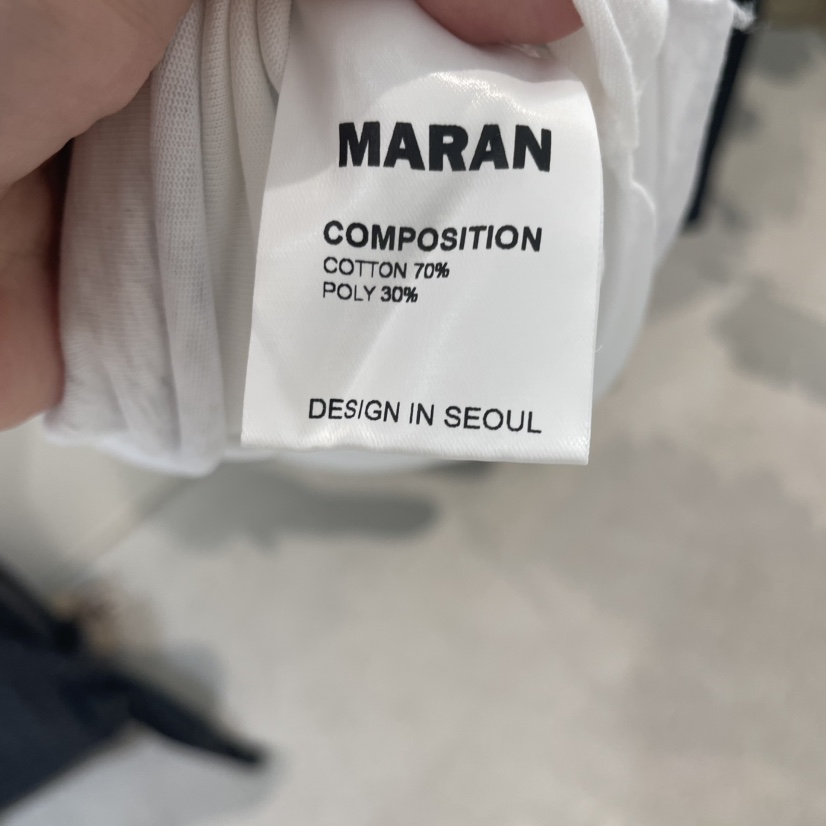 MARAN
COMPOSITION
COTTON 70%
POLY 30%
DESIGN IN SEOUL